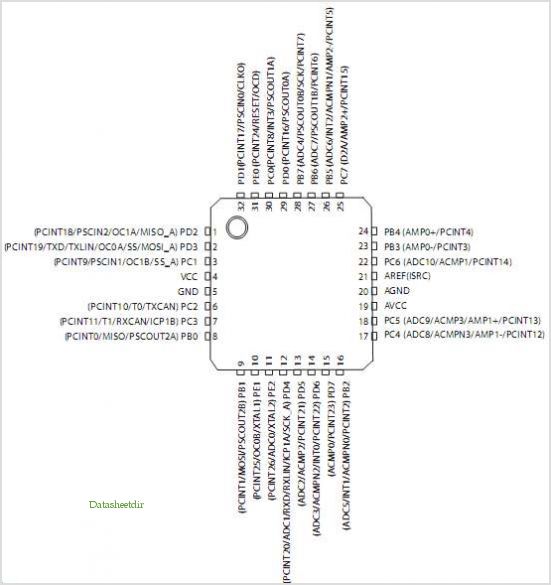 PD1(PCINT17/PSCIN0/CLKO)
PE0 (PCINT24/RESET/OCD)
PC0(PCINT8/INT3/PSCOUT1A)
PD0 (PCINT16/PSCOUT0A)
PB7 (ADC4/PSCOUT0B/SCK/PCINT7)
PB6 (ADC7/PSCOUT1B/PCINT6)
PB5 (ADC6/INT2/ACMPN1/AMP2-/PCINT5)
PC7 (D2A/AMP2+/PCINT15)
32 31 30 29 28 27 26 25
(PCINT18/PSCIN2/OC1A/MISO_A) PD2 1
(PCINT19/TXD/TXLIN/OC0A/SS/MOSI_A) PD3 2
(PCINT9/PSCIN1/OC1B/SS_A) PC1 3
VCC 4
GND 5
(PCINT10/T0/TXCAN) PC2 6
(PCINT11/T1/RXCAN/ICP1B) PC3 7
(PCINT0/MISO/PSCOUT2A) PB0 8
24 PB4 (AMP0+/PCINT4)
23 PB3 (AMP0-/PCINT3)
22 PC6 (ADC10/ACMP1/PCINT14)
21 AREF(ISRC)
20 AGND
19 AVCC
18 PC5 (ADC9/ACMP3/AMP1+/PCINT13)
17 PC4 (ADC8/ACMPN3/AMP1-/PCINT12)
9 10 11 12 13 14 15 16
(PCINT1/MOSI/PSCOUT2B) PB1
(PCINT25/OC0B/XTAL1) PE1
(PCINT26/ADC0/XTAL2) PE2
(PCINT20/ADC1/RXD/RXLIN/ICP1A/SCK_A) PD4
(ADC2/ACMP2/PCINT21) PD5
(ADC3/ACMPN2/INT0/PCINT22) PD6
(ACMP0/PCINT23) PD7
(ADC5/INT1/ACMPN0/PCINT2) PB2
Datasheetdir